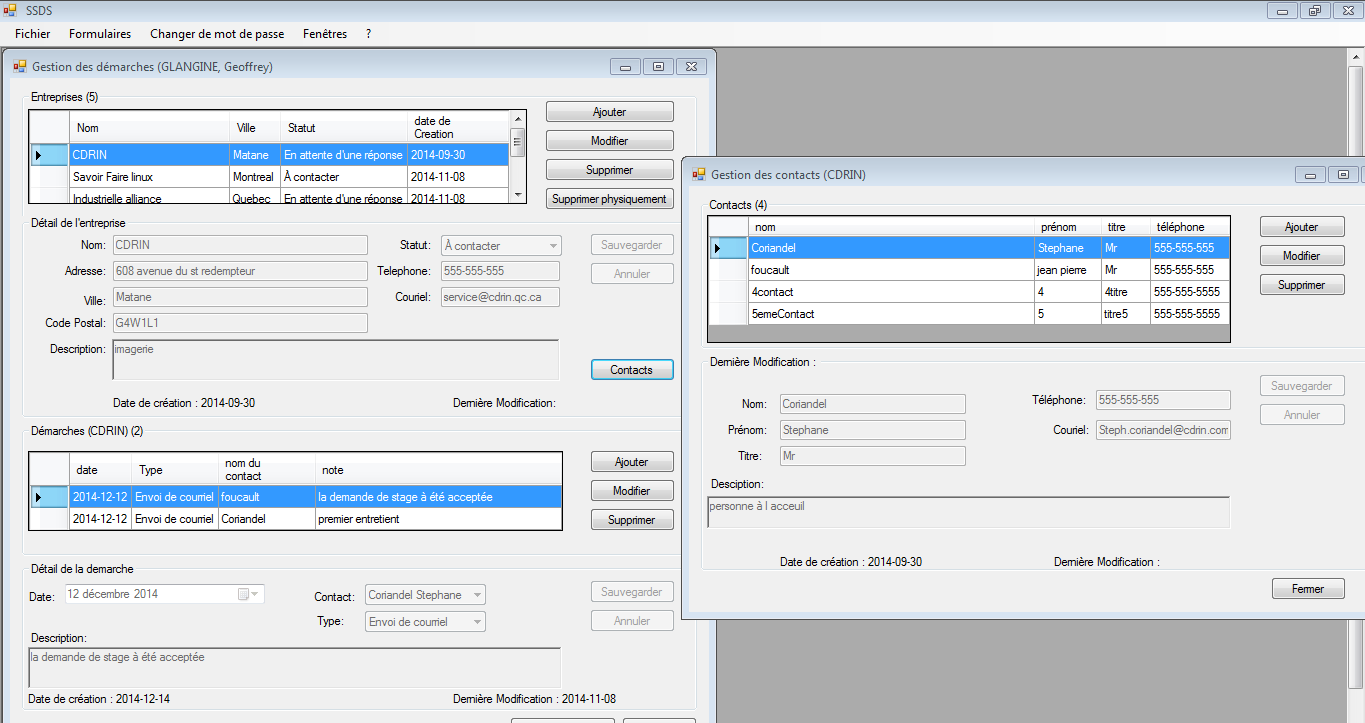 SSDS
Fichier Formulaires Changer de mot de passe Fenêtres ?
Gestion des démarches (GLANGINE, Geoffrey)
Entreprises (5)
Nom Ville Statut date de Creation
CDRIN Matane En attente d'une réponse 2014-09-30
Savoir Faire linux Montreal À contacter 2014-11-08
Industrielle alliance Quebec En attente d'une réponse 2014-11-08
Ajouter
Modifier
Supprimer
Supprimer physiquement
Détail de l'entreprise
Nom: CDRIN Statut: À contacter Sauvegarder
Adresse: 608 avenue du st redempteur Telephone: 555-555-555 Annuler
Ville: Matane Couriel: service@cdrin.qc.ca
Code Postal: G4W1L1
Description: imagerie
Contacts
Date de création : 2014-09-30 Demière Modification:
Démarches (CDRIN) (2)
date Type nom du contact note
2014-12-12 Envoi de courriel foucault la demande de stage à été acceptée
2014-12-12 Envoi de courriel Coriandel premier entretient
Ajouter
Modifier
Supprimer
Détail de la demarche
Date: 12 décembre 2014 Contact: Coriandel Stephane Sauvegarder
Type: Envoi de courriel Annuler
Description:
la demande de stage à été acceptée
Date de création : 2014-12-14 Dernière Modification : 2014-11-08
Gestion des contacts (CDRIN)
Contacts (4)
nom prénom titre téléphone
Coriandel Stephane Mr 555-555-555
foucault jean pierre Mr 555-555-555
4contact 4 4titre 555-555-5555
5emeContact 5 titre5 555-555-5555
Ajouter
Modifier
Supprimer
Dernière Modification :
Nom: Coriandel Téléphone: 555-555-555 Sauvegarder
Prénom: Stephane Couriel: Steph.coriandel@cdrin.com Annuler
Titre: Mr
Desciption:
personne à l acceuil
Date de création : 2014-09-30 Dernière Modification :
Fermer